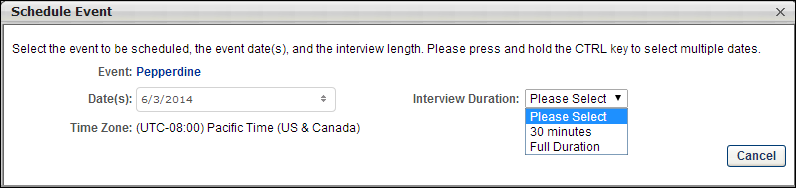 Schedule Event
Select the event to be scheduled, the event date(s), and the interview length. Please press and hold the CTRL key to select multiple dates.
Event: Pepperdine
Date(s): 6/3/2014 Interview Duration: Please Select
Please Select
Time Zone: (UTC-08:00) Pacific Time (US & Canada) 30 minutes
Full Duration
Cancel